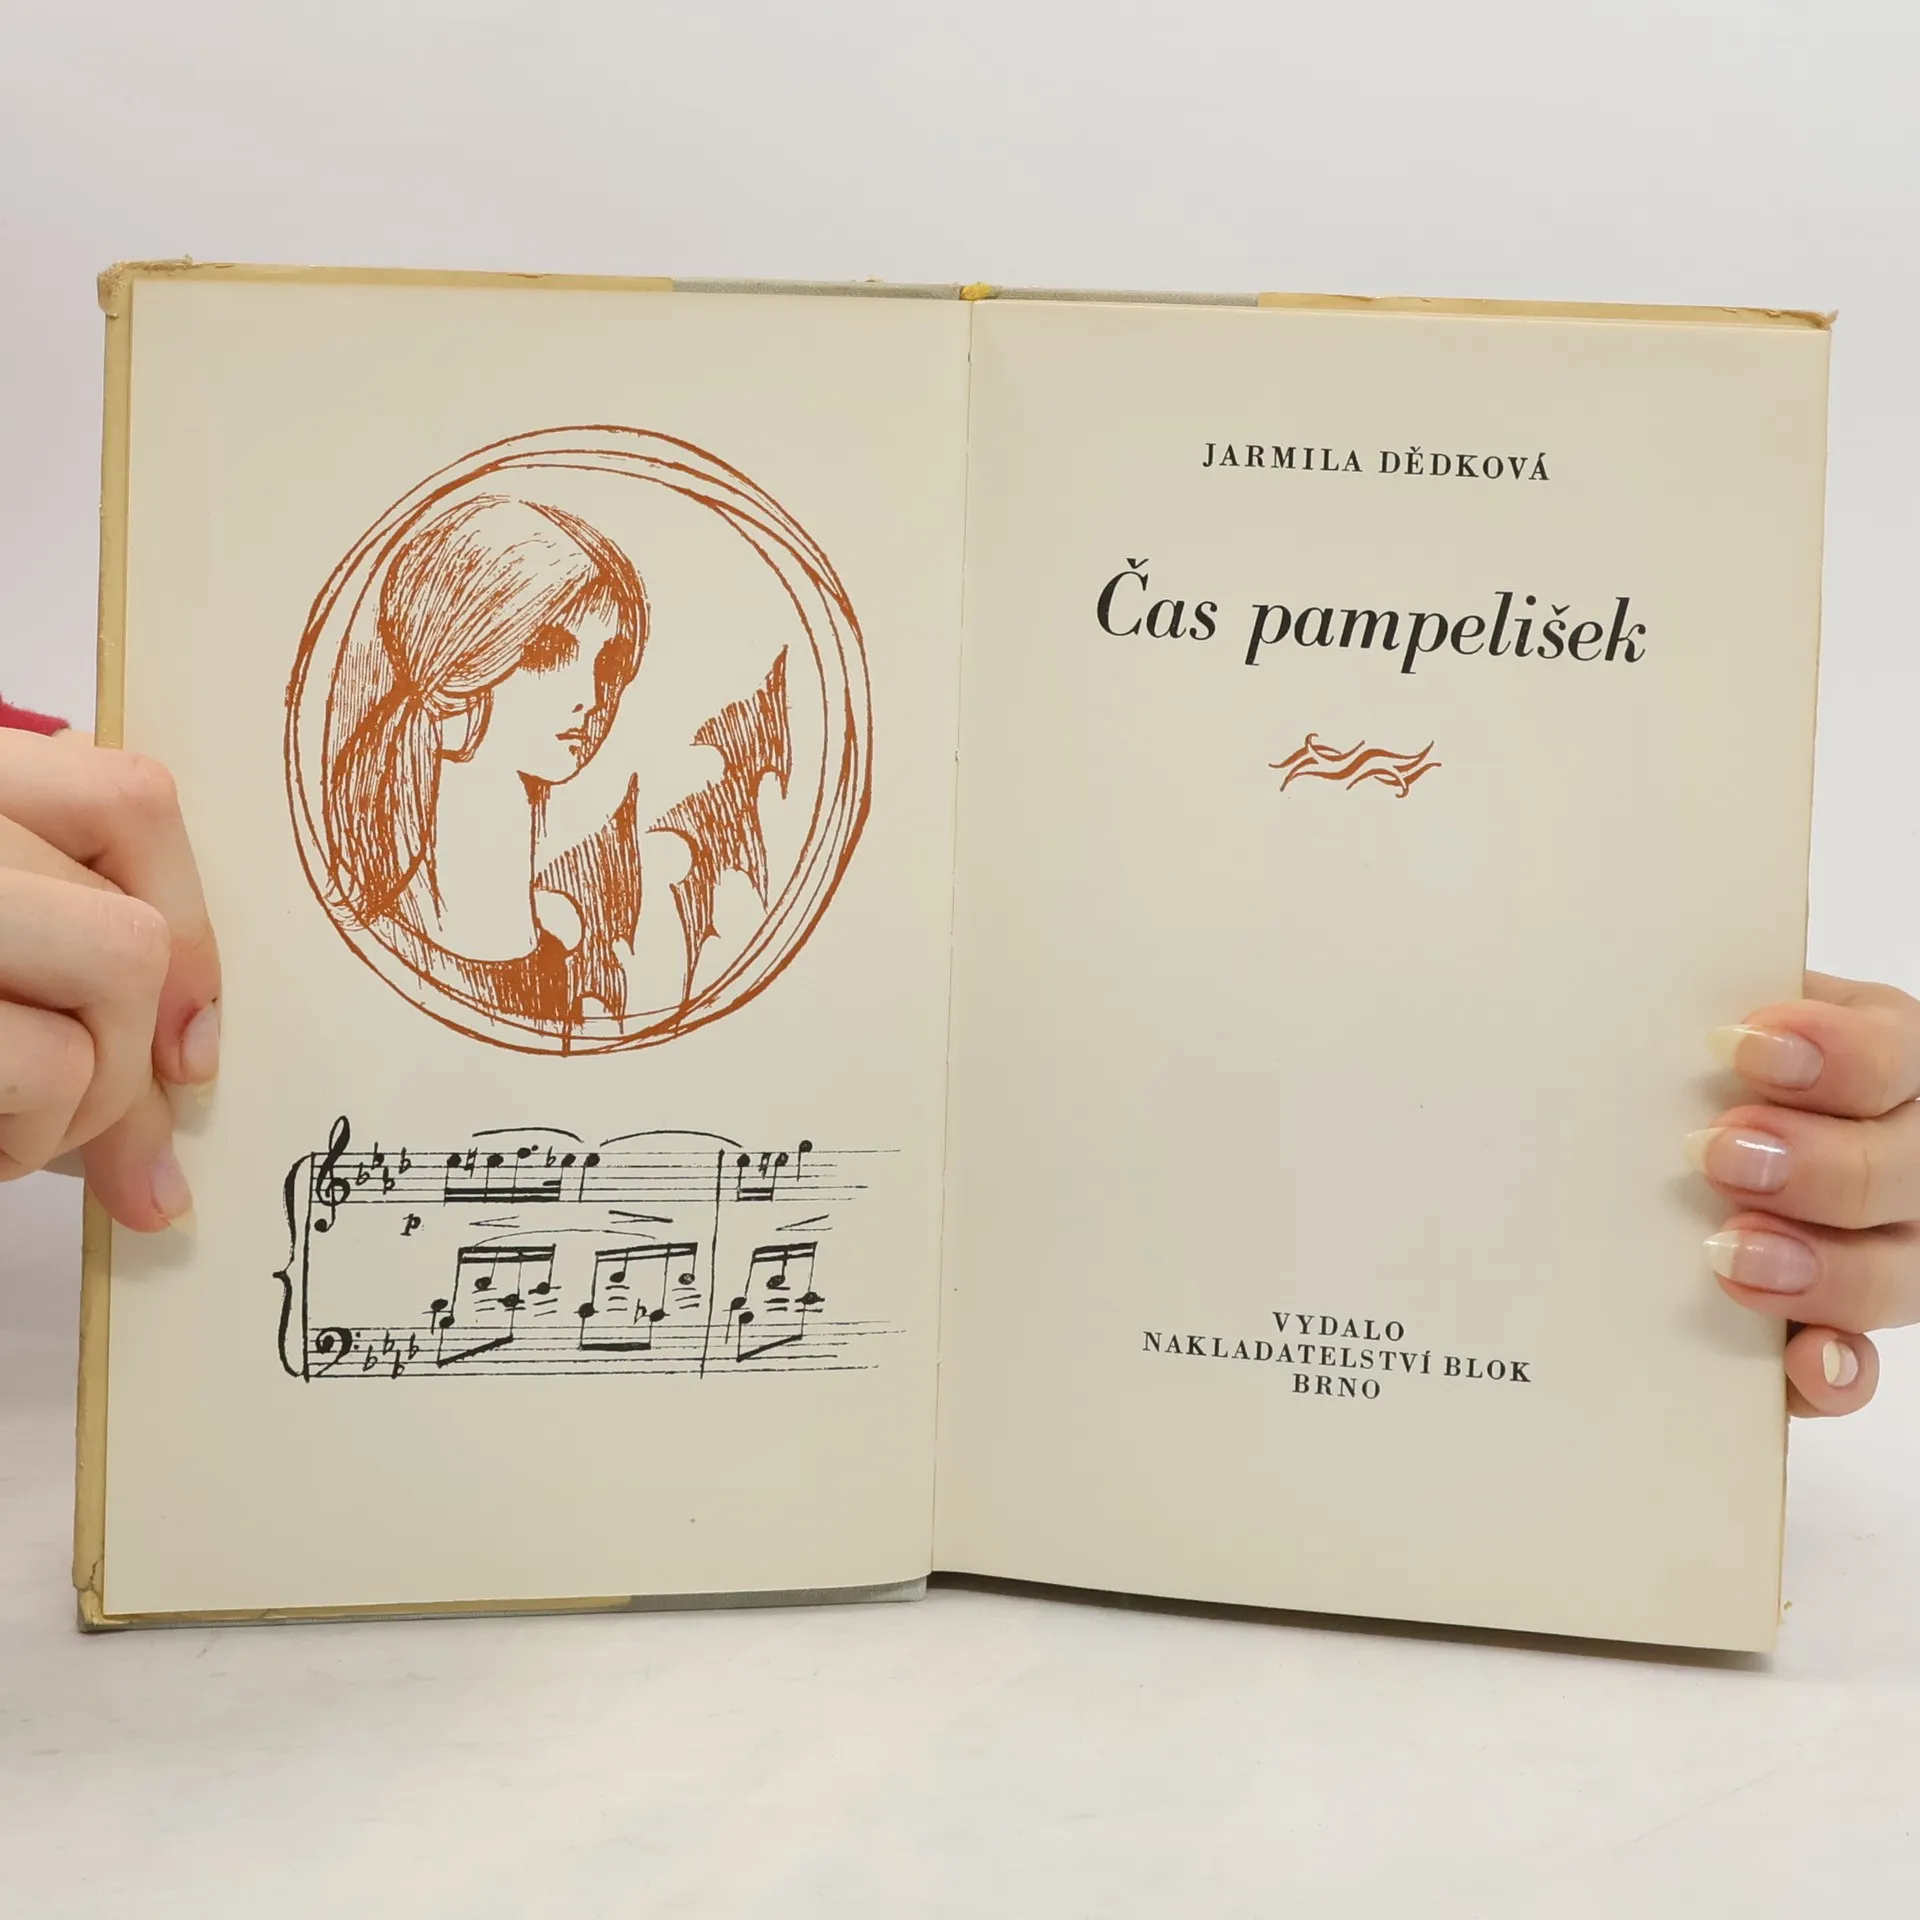 p
JARMILA DĚDKOVÁ
Čas pampelišek
VYDALO
NAKLADATELSTVÍ BLOK
BRNO